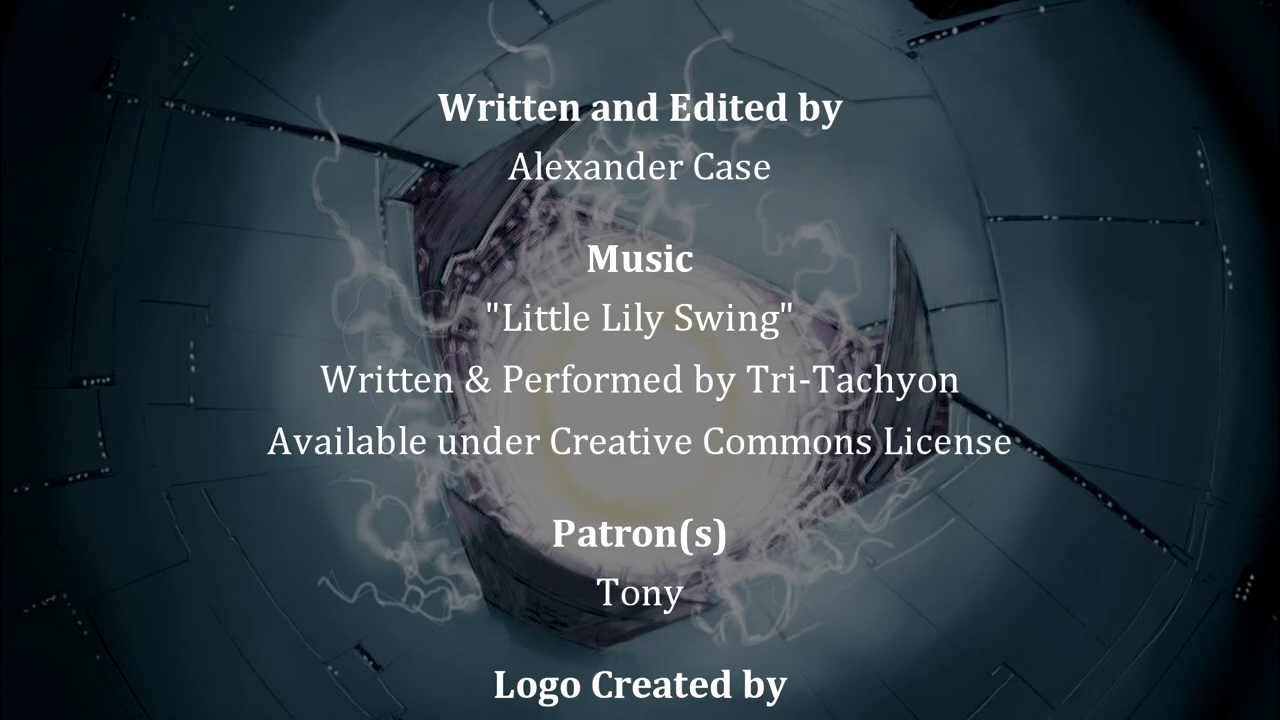 Written and Edited by
Alexander Case
Music
"Little Lily Swing"
Written & Performed by Tri-Tachyon
Available under Creative Commons License
Patron(s)
Tony
Logo Created by